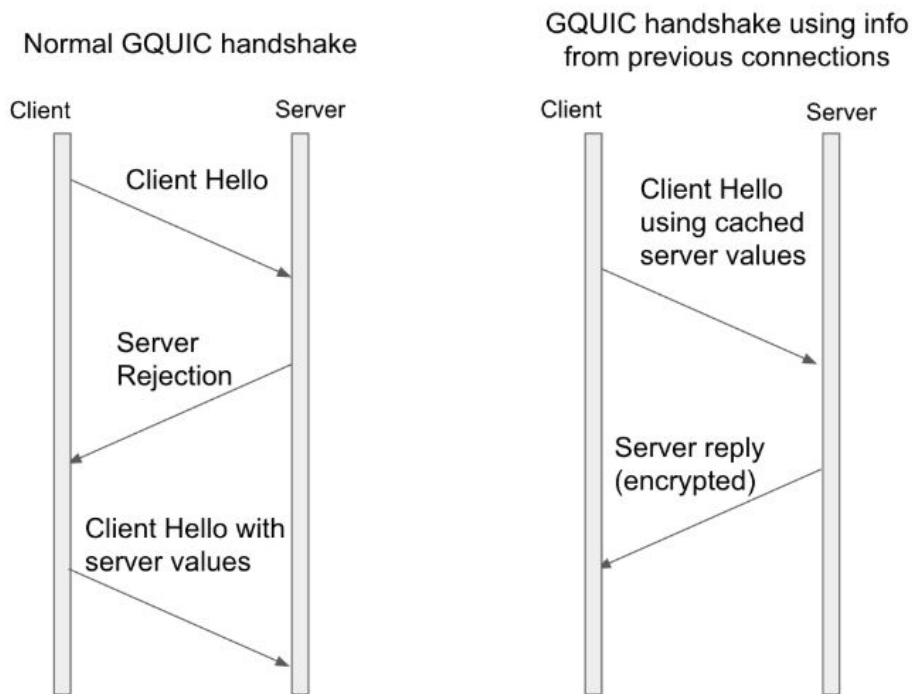 Normal GQUIC handshake
Client
Server
Client Hello
Server
Rejection
Client Hello with
server values
GQUIC handshake using info
from previous connections
Client
Server
Client Hello
using cached
server values
Server reply
(encrypted)